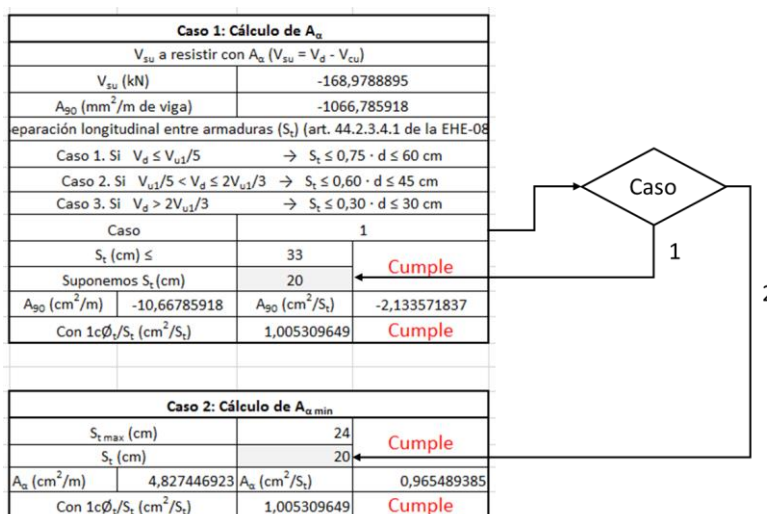 Caso 1: Cálculo de Aα
Vsu a resistir con Aα (Vsu = Vd - Vcu)
Vsu (kN) -168,9788895
A90 (mm²/m de viga) -1066,785918
eparación longitudinal entre armaduras (St) (art. 44.2.3.4.1 de la EHE-08
Caso 1. Si Vd ≤ Vu1/5 → St ≤ 0,75 · d ≤ 60 cm
Caso 2. Si Vu1/5 < Vd ≤ 2Vu1/3 → St ≤ 0,60 · d ≤ 45 cm
Caso 3. Si Vd > 2Vu1/3 → St ≤ 0,30 · d ≤ 30 cm
Caso 1
St (cm) ≤ 33
Cumple
Suponemos St (cm) 20
A90 (cm²/m) -10,66785918 A90 (cm²/St) -2,133571837
Con 1cØt/St (cm²/St) 1,005309649 Cumple
Caso
1
2
Caso 2: Cálculo de Aα min
St max (cm) 24
Cumple
St (cm) 20
Aα (cm²/m) 4,827446923 Aα (cm²/St) 0,965489385
Con 1cØt/St (cm²/St) 1,005309649 Cumple